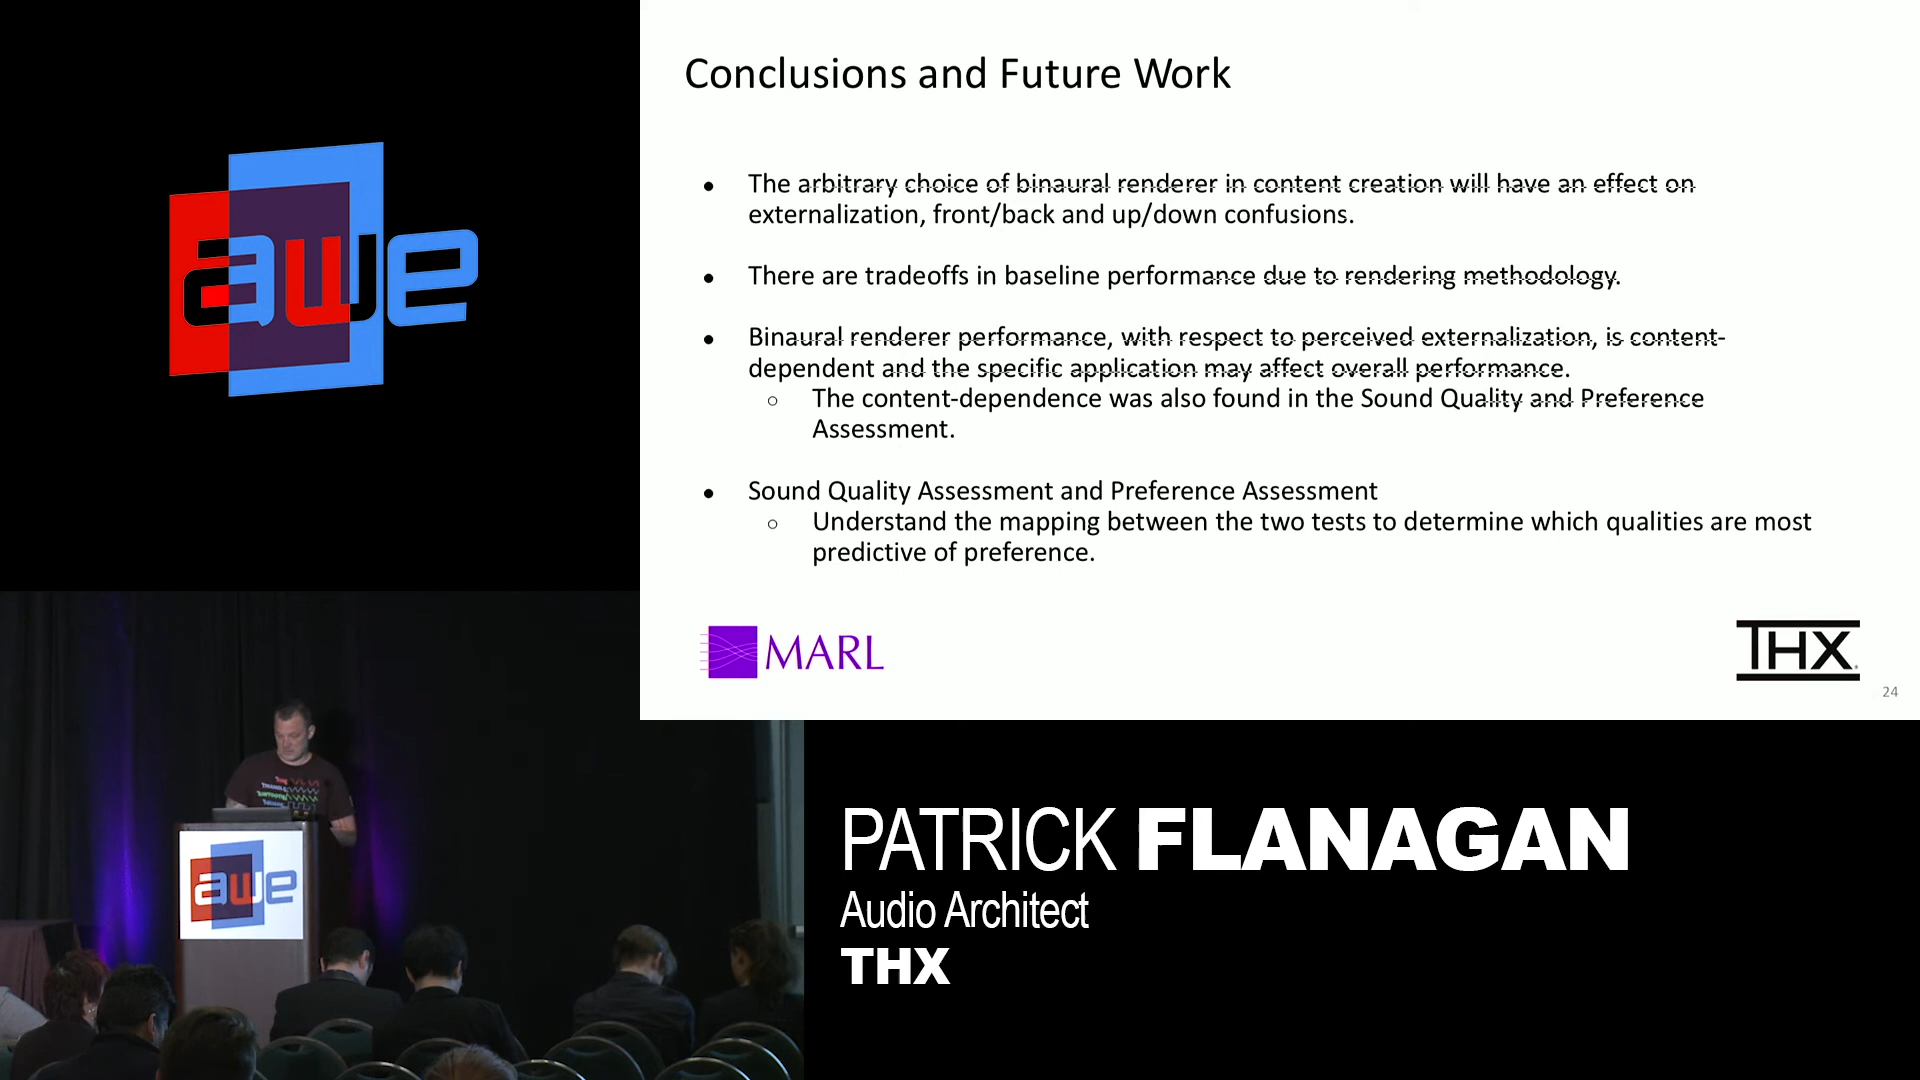 awe
Conclusions and Future Work
● The arbitrary choice of binaural renderer in content creation will have an effect on
externalization, front/back and up/down confusions.
● There are tradeoffs in baseline performance due to rendering methodology.
● Binaural renderer performance, with respect to perceived externalization, is content-
dependent and the specific application may affect overall performance.
○ The content-dependence was also found in the Sound Quality and Preference
Assessment.
● Sound Quality Assessment and Preference Assessment
○ Understand the mapping between the two tests to determine which qualities are most
predictive of preference.
MARL
THX
24
awe
PATRICK FLANAGAN
Audio Architect
THX